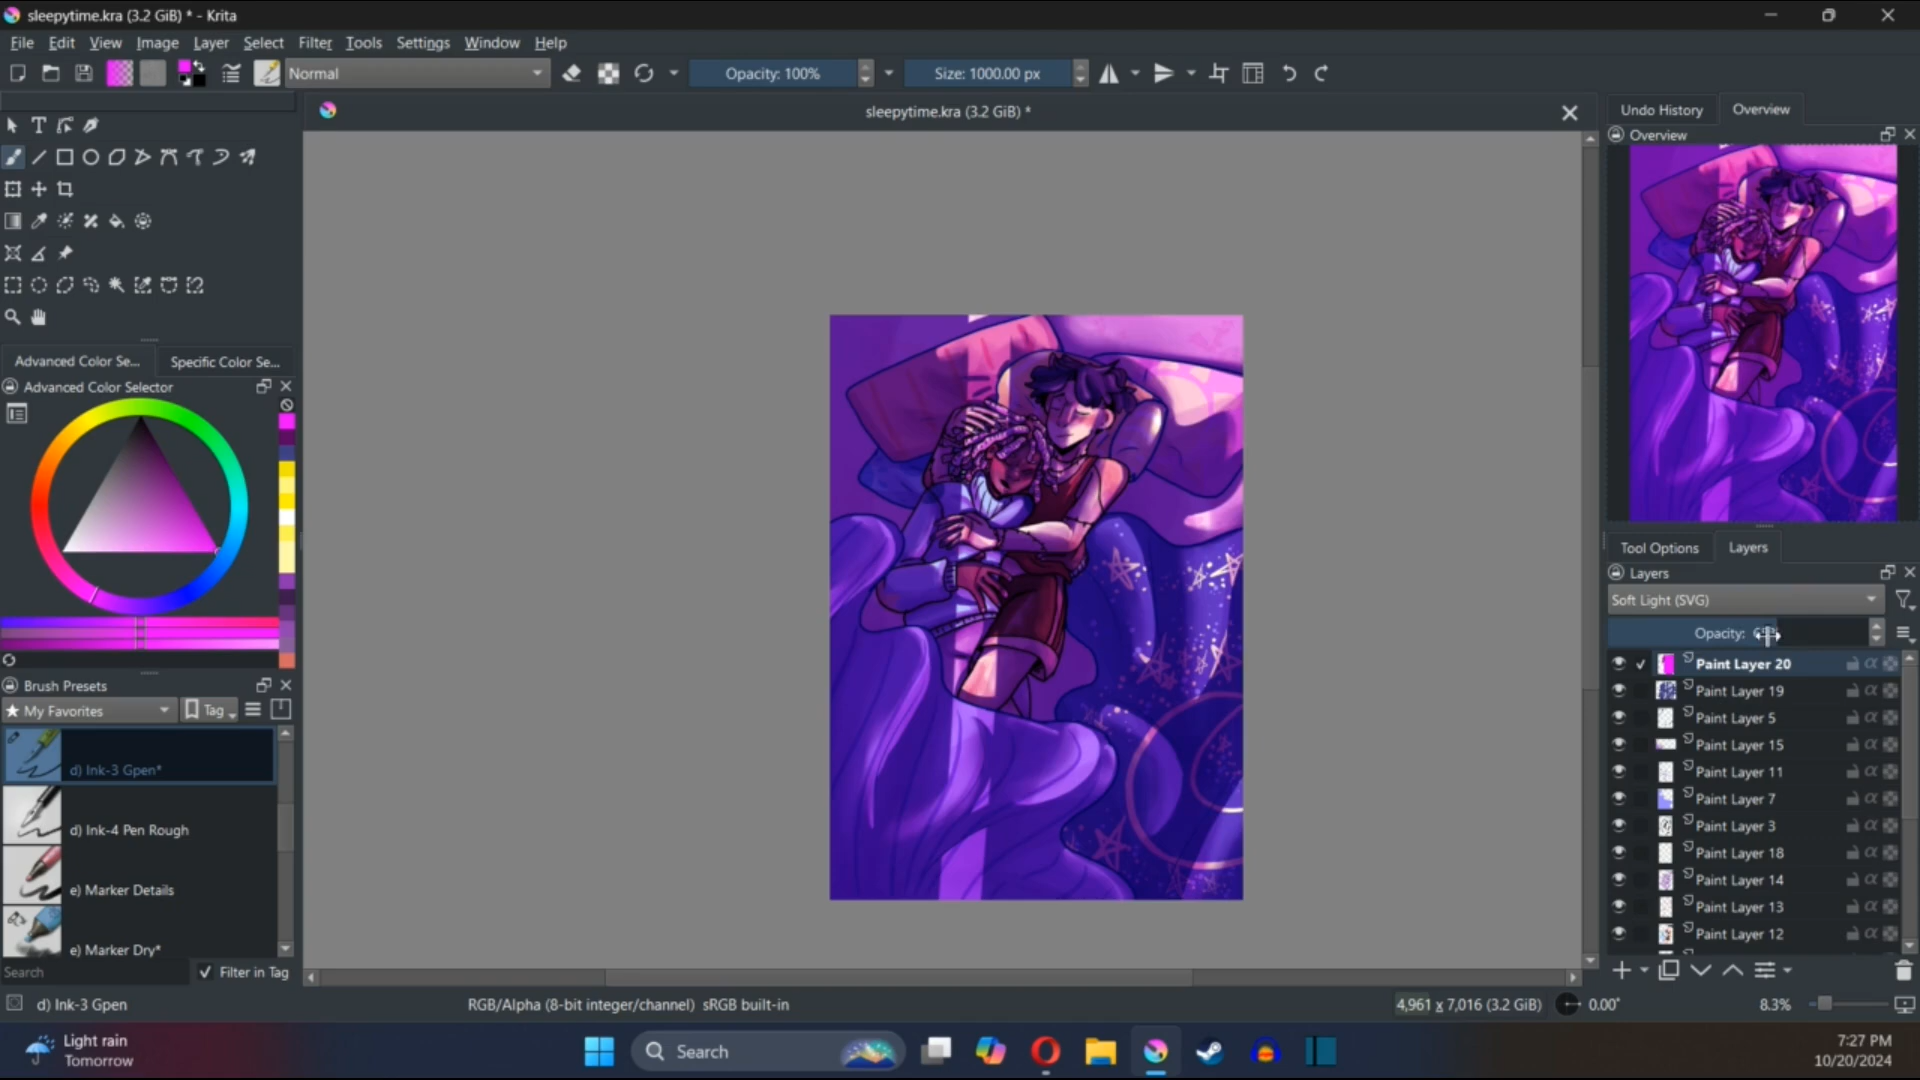 sleepytime.kra (3.2 GiB) * - Krita
File Edit View Image Layer Select Filter Tools Settings Window Help
Normal
Opacity: 100%
Size: 1000.00 px
sleepytime.kra (3.2 GiB) *
Undo History
Overview
Overview
Advanced Color Se...
Specific Color Se...
Advanced Color Selector
Brush Presets
My Favorites
Tag
d) Ink-3 Gpen*
d) Ink-4 Pen Rough
e) Marker Details
e) Marker Dry*
Search
Filter in Tag
Tool Options
Layers
Layers
Soft Light (SVG)
Opacity:
Paint Layer 20
Paint Layer 19
Paint Layer 5
Paint Layer 15
Paint Layer 11
Paint Layer 7
Paint Layer 3
Paint Layer 18
Paint Layer 14
Paint Layer 13
Paint Layer 12
d) Ink-3 Gpen
RGB/Alpha (8-bit integer/channel) sRGB built-in
4,961 x 7,016 (3.2 GiB)
0.00°
8.3%
Light rain
Tomorrow
Search
7:27 PM
10/20/2024